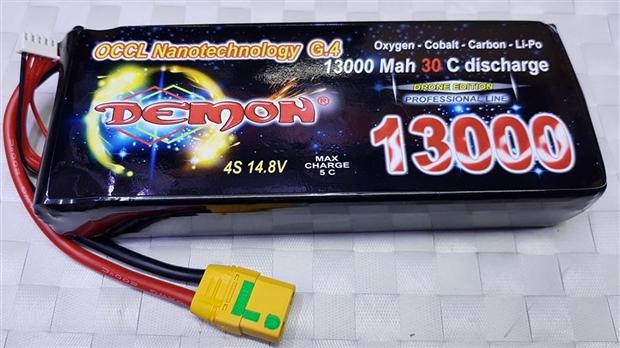 OCCL Nanotechnology G.4
Oxygen - Cobalt - Carbon - Li-Po
13000 Mah 30 C discharge
DRONE EDITION
PROFESSIONAL LINE
DEMON®
13000
4S 14.8V
MAX
CHARGE
5 C